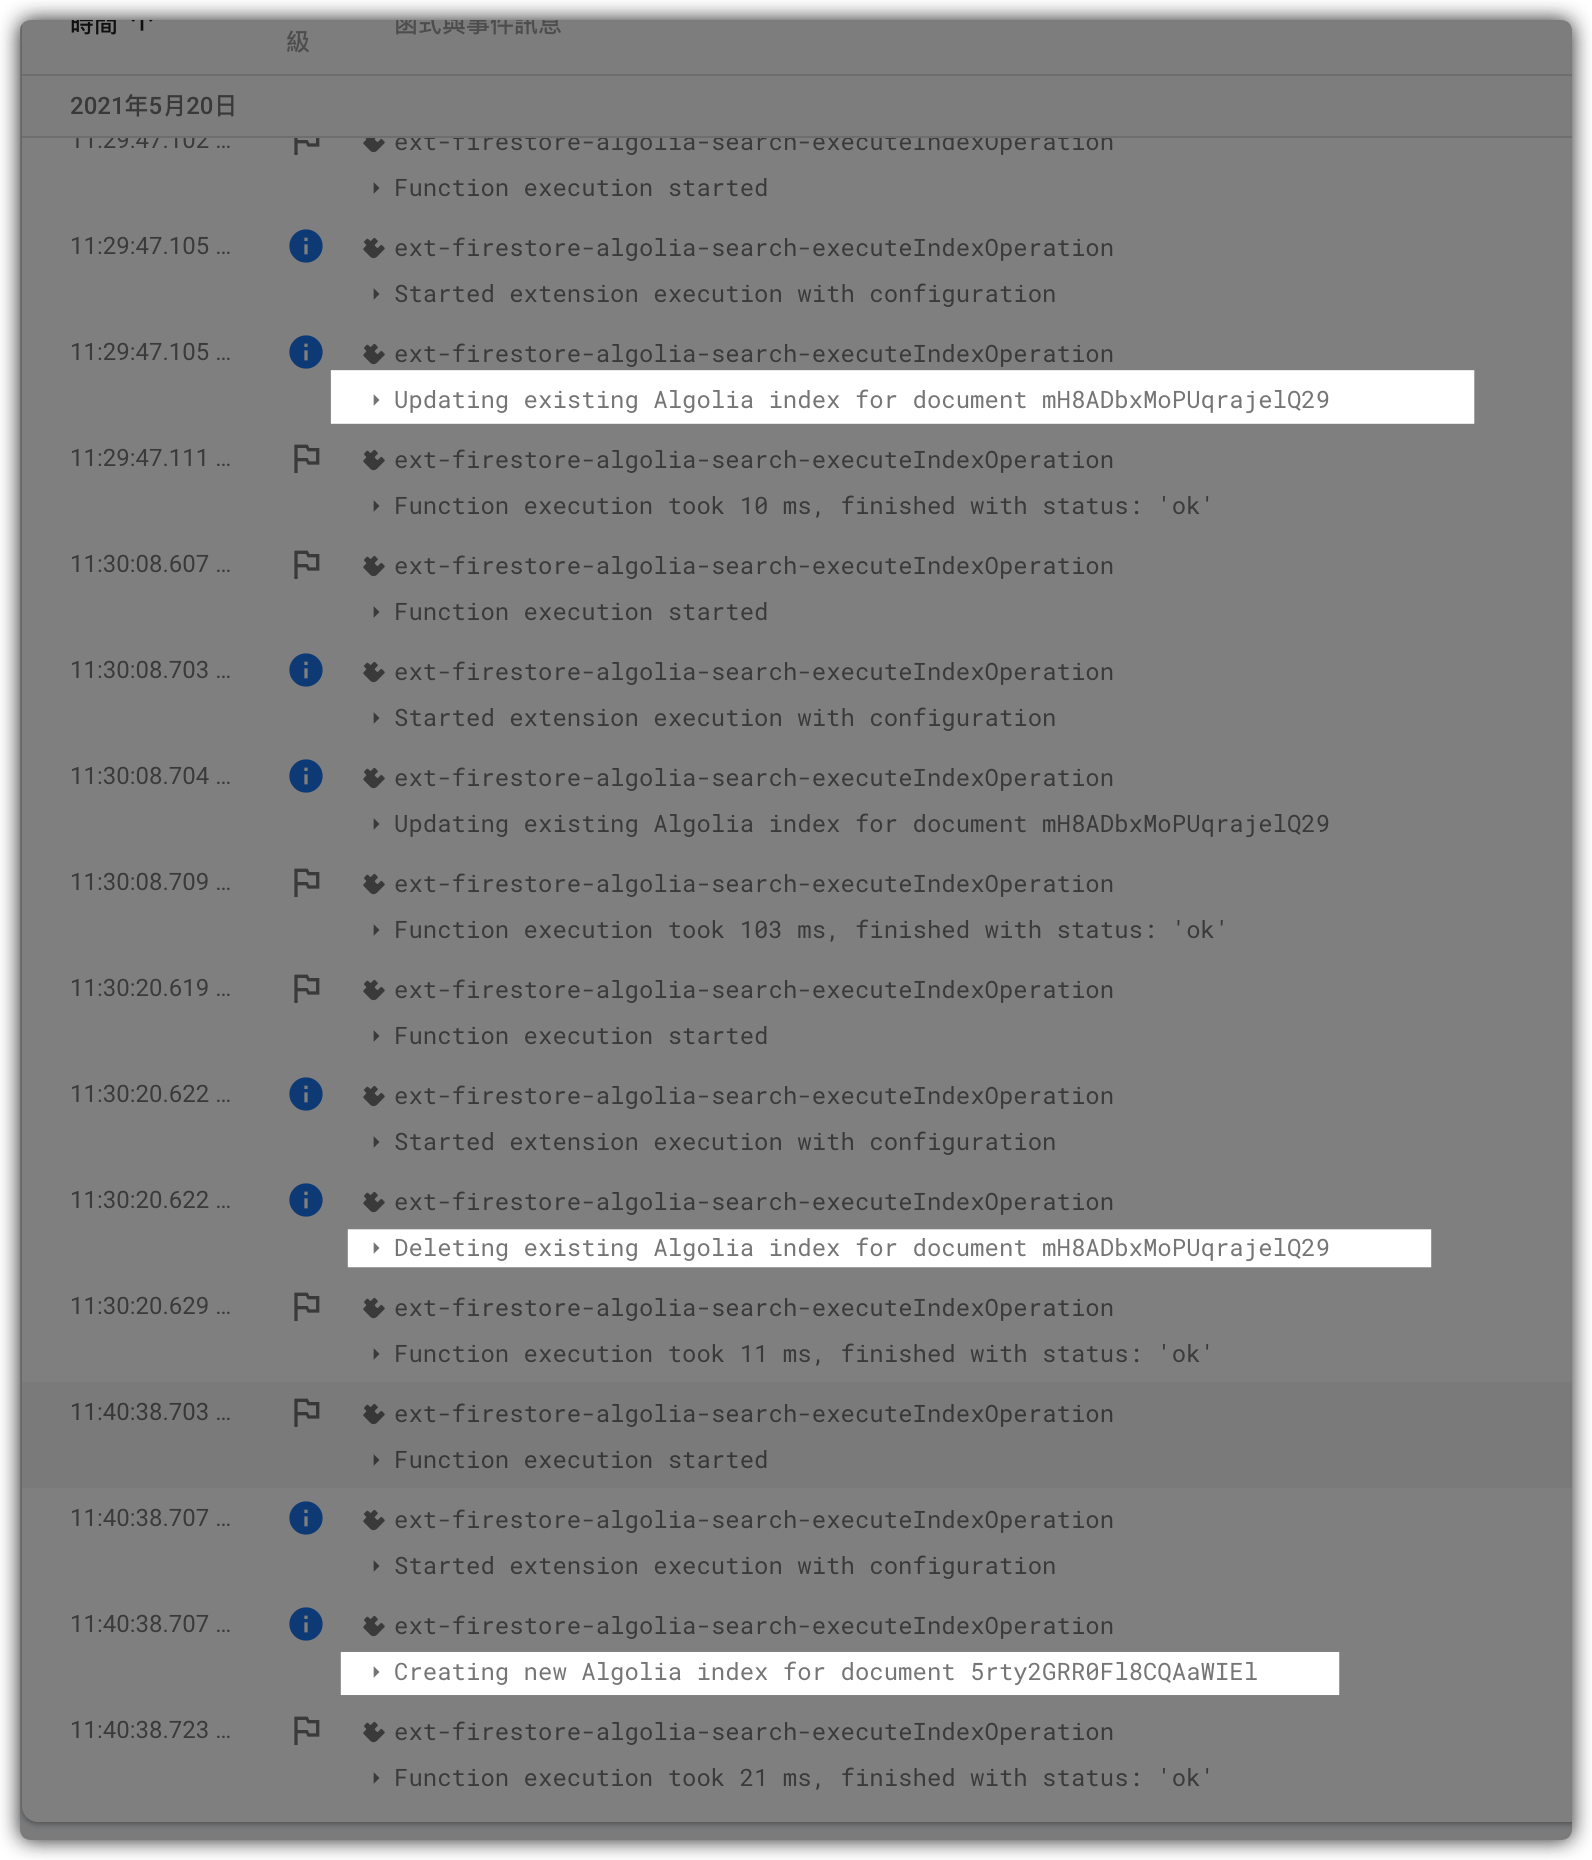 時間
級
函式與事件訊息
2021年5月20日
11:29:47.102 ...
ext-firestore-algolia-search-executeIndexOperation
Function execution started
11:29:47.105 ...
ext-firestore-algolia-search-executeIndexOperation
Started extension execution with configuration
11:29:47.105 ...
ext-firestore-algolia-search-executeIndexOperation
Updating existing Algolia index for document mH8ADbxMoPUqrajelQ29
11:29:47.111 ...
ext-firestore-algolia-search-executeIndexOperation
Function execution took 10 ms, finished with status: 'ok'
11:30:08.607 ...
ext-firestore-algolia-search-executeIndexOperation
Function execution started
11:30:08.703 ...
ext-firestore-algolia-search-executeIndexOperation
Started extension execution with configuration
11:30:08.704 ...
ext-firestore-algolia-search-executeIndexOperation
Updating existing Algolia index for document mH8ADbxMoPUqrajelQ29
11:30:08.709 ...
ext-firestore-algolia-search-executeIndexOperation
Function execution took 103 ms, finished with status: 'ok'
11:30:20.619 ...
ext-firestore-algolia-search-executeIndexOperation
Function execution started
11:30:20.622 ...
ext-firestore-algolia-search-executeIndexOperation
Started extension execution with configuration
11:30:20.622 ...
ext-firestore-algolia-search-executeIndexOperation
Deleting existing Algolia index for document mH8ADbxMoPUqrajelQ29
11:30:20.629 ...
ext-firestore-algolia-search-executeIndexOperation
Function execution took 11 ms, finished with status: 'ok'
11:40:38.703 ...
ext-firestore-algolia-search-executeIndexOperation
Function execution started
11:40:38.707 ...
ext-firestore-algolia-search-executeIndexOperation
Started extension execution with configuration
11:40:38.707 ...
ext-firestore-algolia-search-executeIndexOperation
Creating new Algolia index for document 5rty2GRR0Fl8CQAaWIEl
11:40:38.723 ...
ext-firestore-algolia-search-executeIndexOperation
Function execution took 21 ms, finished with status: 'ok'